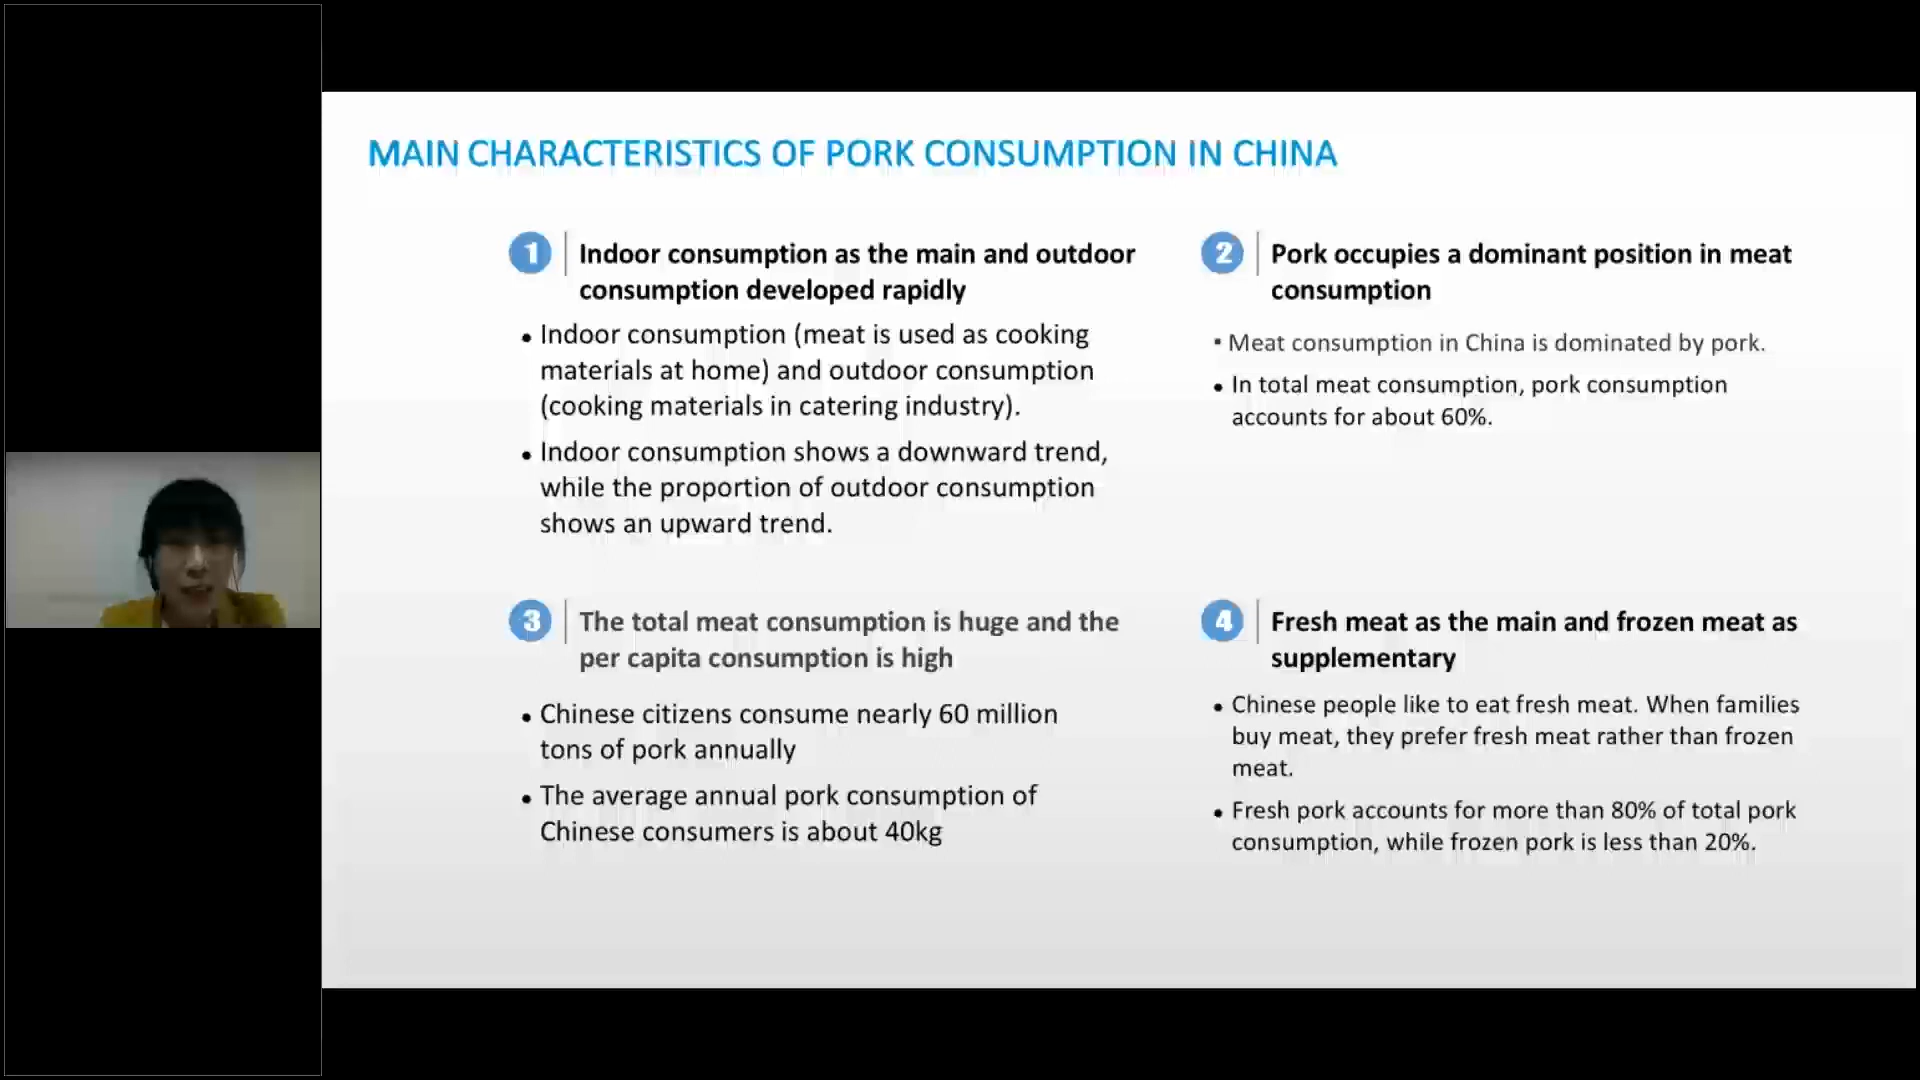 MAIN CHARACTERISTICS OF PORK CONSUMPTION IN CHINA
1
Indoor consumption as the main and outdoor
consumption developed rapidly
• Indoor consumption (meat is used as cooking
materials at home) and outdoor consumption
(cooking materials in catering industry).
• Indoor consumption shows a downward trend,
while the proportion of outdoor consumption
shows an upward trend.
2
Pork occupies a dominant position in meat
consumption
▪ Meat consumption in China is dominated by pork.
• In total meat consumption, pork consumption
accounts for about 60%.
3
The total meat consumption is huge and the
per capita consumption is high
• Chinese citizens consume nearly 60 million
tons of pork annually
• The average annual pork consumption of
Chinese consumers is about 40kg
4
Fresh meat as the main and frozen meat as
supplementary
• Chinese people like to eat fresh meat. When families
buy meat, they prefer fresh meat rather than frozen
meat.
• Fresh pork accounts for more than 80% of total pork
consumption, while frozen pork is less than 20%.